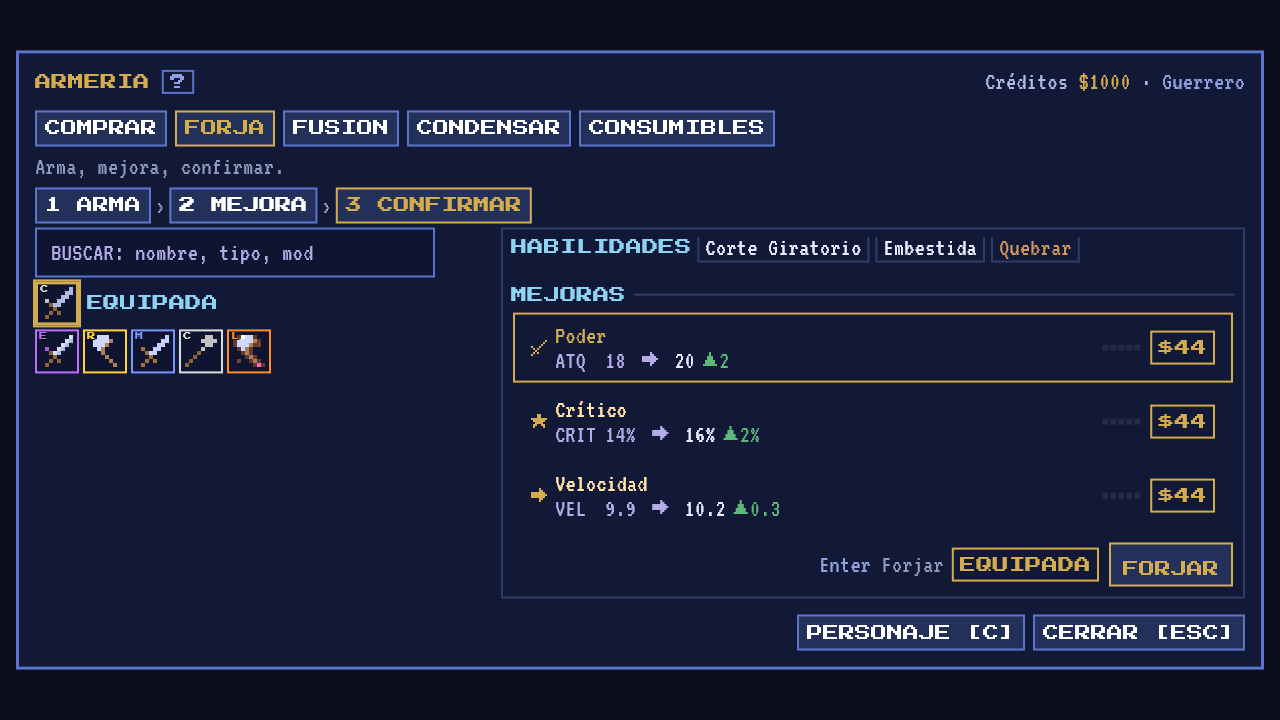 ARMERIA ? Créditos $1000 · Guerrero
COMPRAR FORJA FUSION CONDENSAR CONSUMIBLES
Arma, mejora, confirmar.
1 ARMA › 2 MEJORA › 3 CONFIRMAR
BUSCAR: nombre, tipo, mod
C EQUIPADA
E R M C L
HABILIDADES Corte Giratorio Embestida Quebrar
MEJORAS
Poder
ATQ 18 20 2 $44
Crítico
CRIT 14% 16% 2% $44
Velocidad
VEL 9.9 10.2 0.3 $44
Enter Forjar EQUIPADA FORJAR
PERSONAJE [C] CERRAR [ESC]